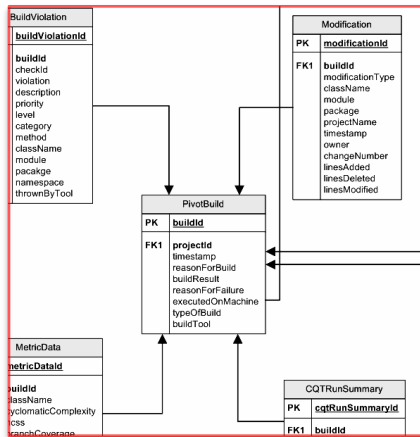 BuildViolation
buildViolationId
buildId
checkId
violation
description
priority
level
category
method
className
module
pacakge
namespace
thrownByTool
Modification
PK modificationId
FK1 buildId
modificationType
className
module
package
projectName
timestamp
owner
changeNumber
linesAdded
linesDeleted
linesModified
PivotBuild
PK buildId
FK1 projectId
timestamp
reasonForBuild
buildResult
reasonForFailure
executedOnMachine
typeOfBuild
buildTool
MetricData
metricDataId
buildId
className
cyclomaticComplexity
ncss
branchCoverage
CQTRunSummary
PK cqtRunSummaryId
FK1 buildId